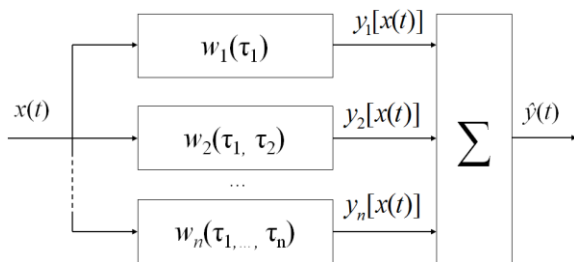 w₁(τ₁)
y₁[x(t)]
x(t)
w₂(τ₁, τ₂)
y₂[x(t)]
∑
ŷ(t)
...
wₙ(τ₁,..., τₙ)
yₙ[x(t)]